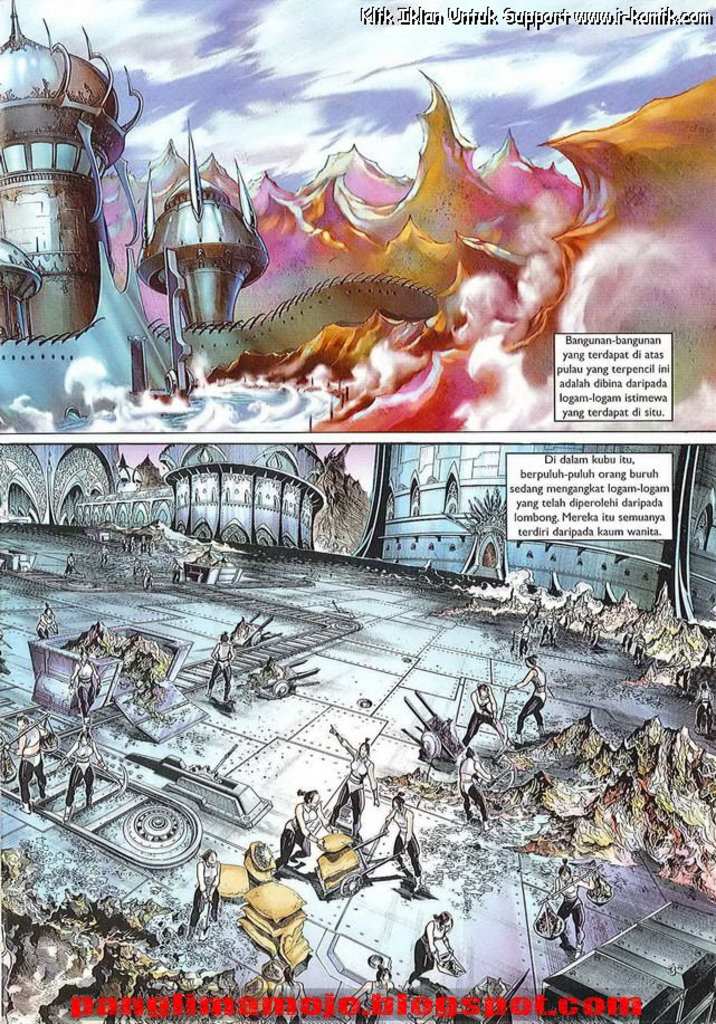 Klik Iklan Untuk Support www.ir-komik.com
Bangunan-bangunan
yang terdapat di atas
pulau yang terpencil ini
adalah dibina daripada
logam-logam istimewa
yang terdapat di situ.
Di dalam kubu itu,
berpuluh-puluh orang buruh
sedang mengangkat logam-logam
yang telah diperolehi daripada
lombong. Mereka itu semuanya
terdiri daripada kaum wanita.
3
panglimamojo.blogspot.com